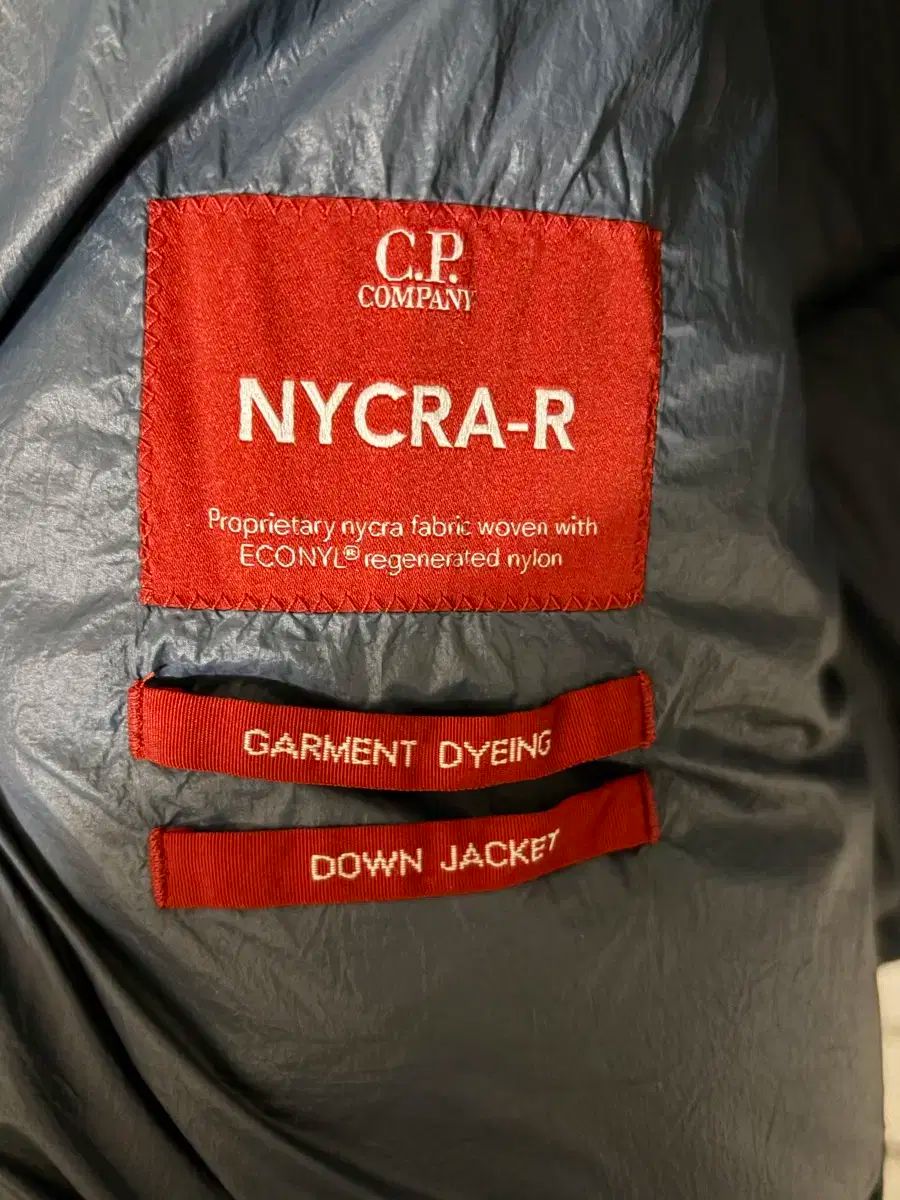 C.P.
COMPANY
NYCRA-R
Proprietary nycra fabric woven with
ECONYL® regenerated nylon
GARMENT DYEING
DOWN JACKET